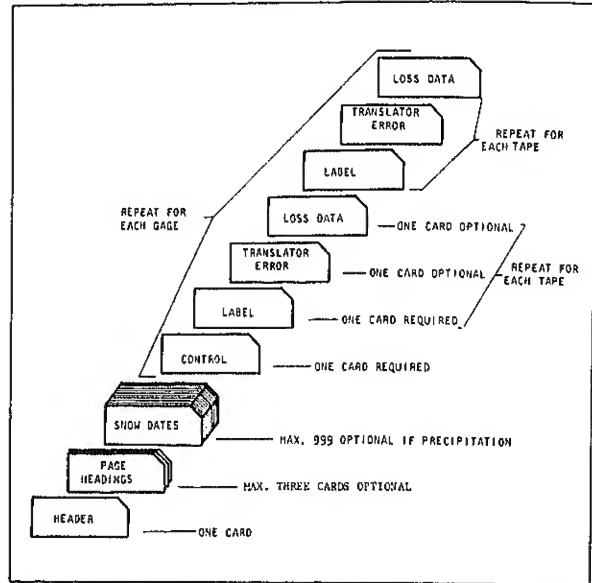 LOSS DATA
TRANSLATOR
ERROR
REPEAT FOR
EACH TAPE
LABEL
REPEAT FOR
EACH GAGE
LOSS DATA
ONE CARD OPTIONAL
TRANSLATOR
ERROR
ONE CARD OPTIONAL
REPEAT FOR
EACH TAPE
LABEL
ONE CARD REQUIRED
CONTROL
ONE CARD REQUIRED
SNOW DATES
MAX. 999 OPTIONAL IF PRECIPITATION
PAGE
HEADINGS
MAX. THREE CARDS OPTIONAL
HEADER
ONE CARD